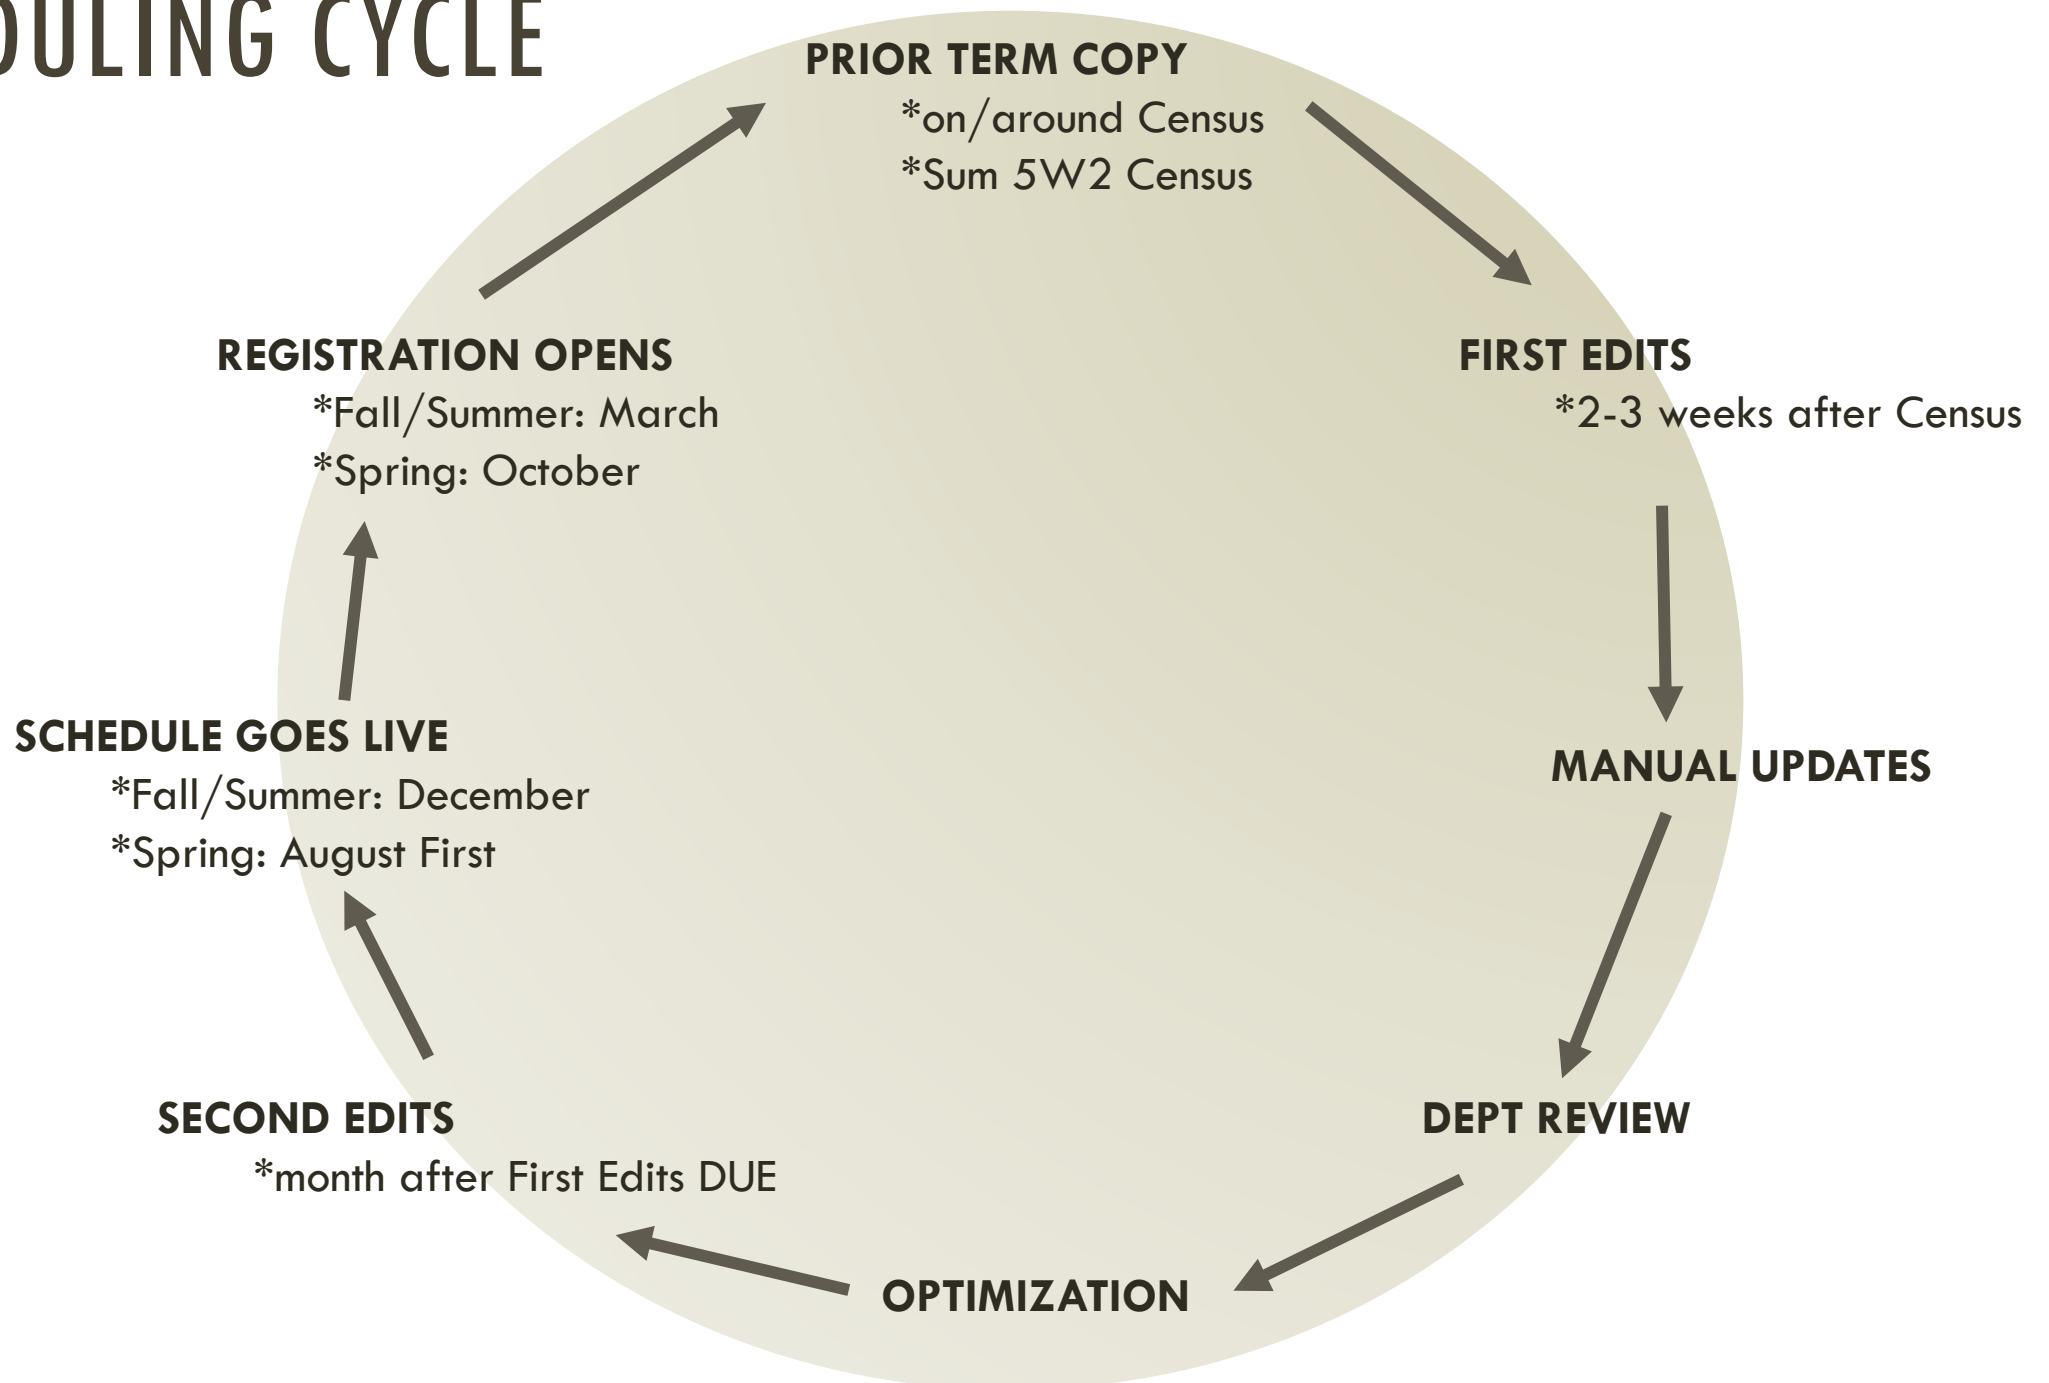 DULING CYCLE
PRIOR TERM COPY
*on/around Census
*Sum 5W2 Census
FIRST EDITS
*2-3 weeks after Census
MANUAL UPDATES
DEPT REVIEW
OPTIMIZATION
SECOND EDITS
*month after First Edits DUE
SCHEDULE GOES LIVE
*Fall/Summer: December
*Spring: August First
REGISTRATION OPENS
*Fall/Summer: March
*Spring: October